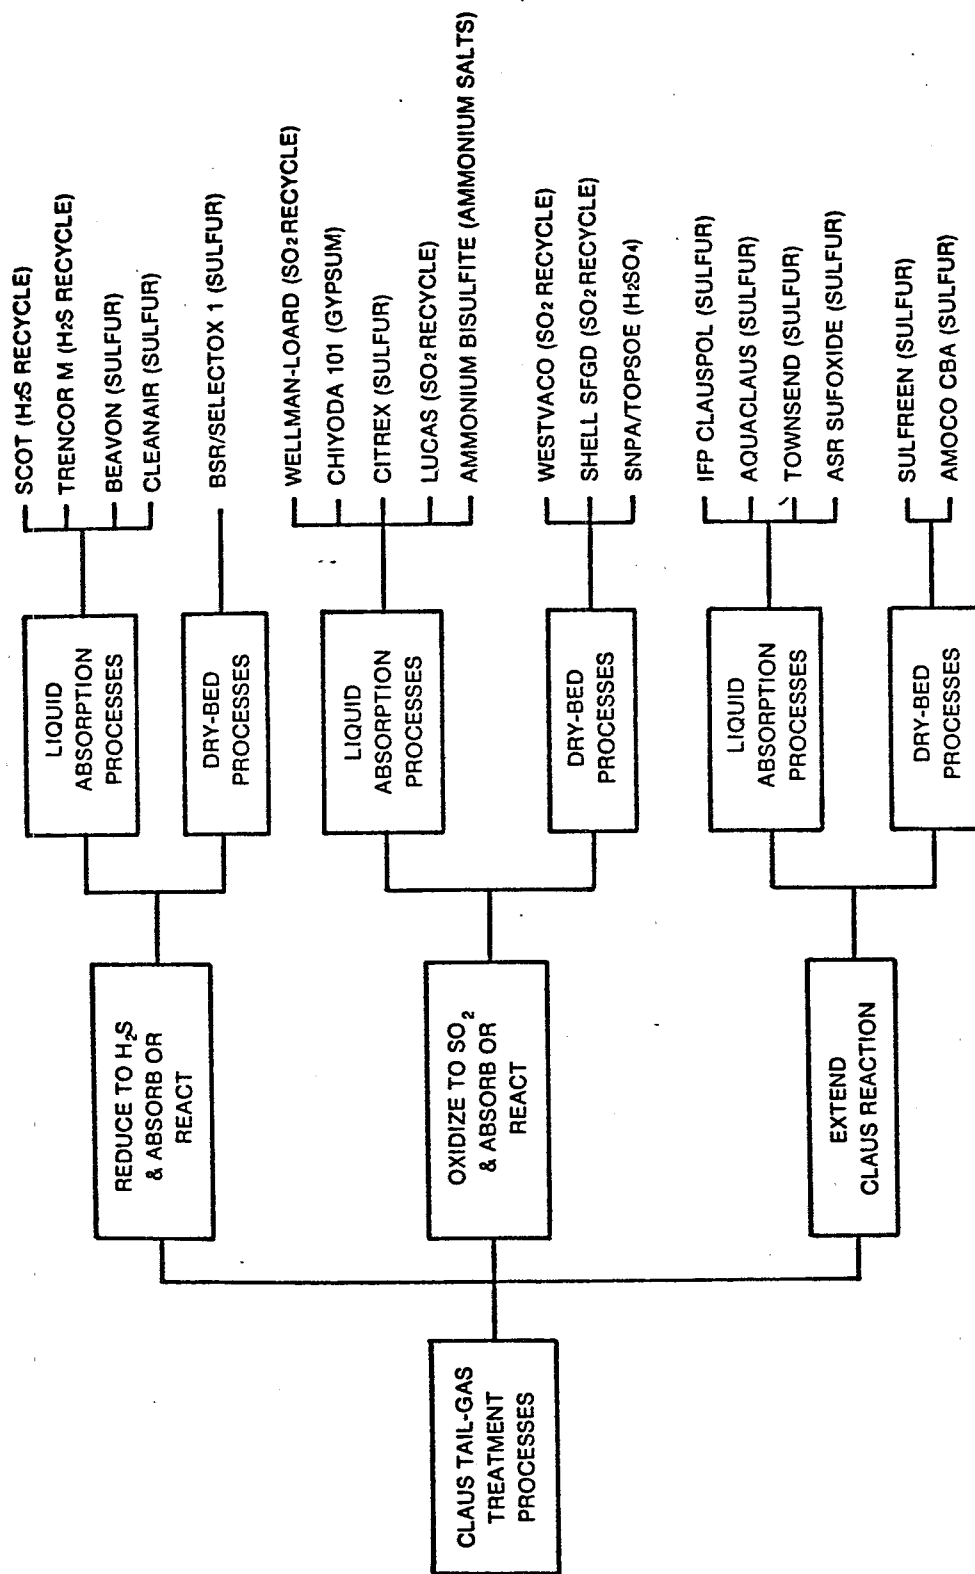 CLAUS TAIL-GAS
TREATMENT
PROCESSES
REDUCE TO H₂S
& ABSORB OR
REACT
LIQUID
ABSORPTION
PROCESSES
SCOT (H₂S RECYCLE)
TRENCOR M (H₂S RECYCLE)
BEAVON (SULFUR)
CLEANAIR (SULFUR)
DRY-BED
PROCESSES
BSR/SELECTOX 1 (SULFUR)
OXIDIZE TO SO₂
& ABSORB OR
REACT
LIQUID
ABSORPTION
PROCESSES
WELLMAN-LOARD (SO₂ RECYCLE)
CHIYODA 101 (GYPSUM)
CITREX (SULFUR)
LUCAS (SO₂ RECYCLE)
AMMONIUM BISULFITE (AMMONIUM SALTS)
DRY-BED
PROCESSES
WESTVACO (SO₂ RECYCLE)
SHELL SFGD (SO₂ RECYCLE)
SNPA/TOPSOE (H₂SO₄)
EXTEND
CLAUS REACTION
LIQUID
ABSORPTION
PROCESSES
IFP CLAUSPOL (SULFUR)
AQUACLAUS (SULFUR)
TOWNSEND (SULFUR)
ASR SUFOXIDE (SULFUR)
DRY-BED
PROCESSES
SULFREEN (SULFUR)
AMOCO CBA (SULFUR)